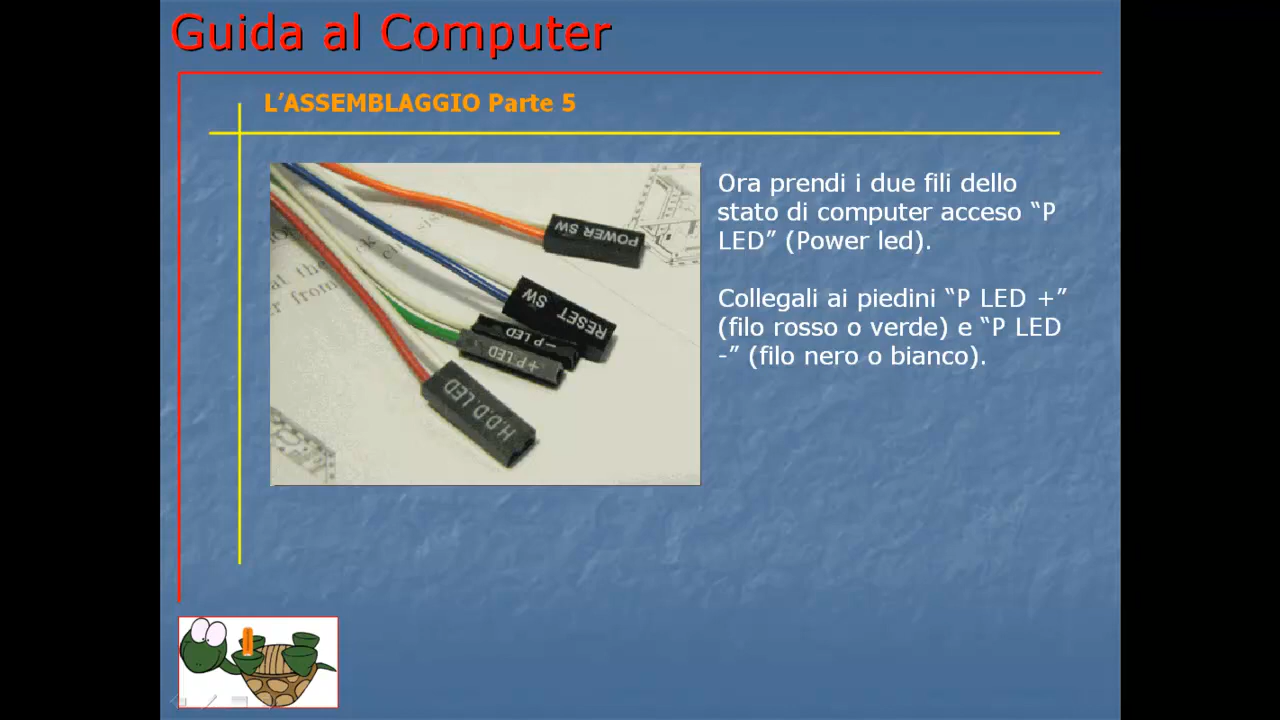 Guida al Computer
L’ASSEMBLAGGIO Parte 5
Ora prendi i due fili dello
stato di computer acceso “P
LED” (Power led).
Collegali ai piedini “P LED +”
(filo rosso o verde) e “P LED
-” (filo nero o bianco).
POWER SW
RESET
SW
- P LED
+ P LED
H.D.D.LED